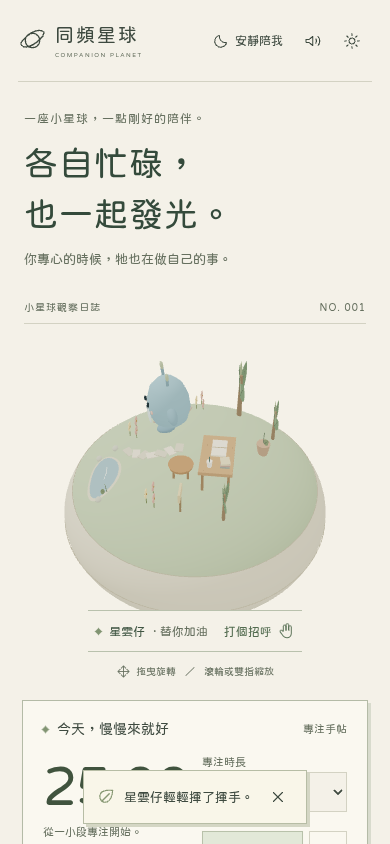 同頻星球
COMPANION PLANET
安靜陪我
一座小星球，一點剛好的陪伴。
各自忙碌，
也一起發光。
你專心的時候，牠也在做自己的事。
小星球觀察日誌
NO. 001
星雲仔 · 替你加油
打個招呼
拖曳旋轉 ／ 滾輪或雙指縮放
今天，慢慢來就好
專注手帖
專注時長
星雲仔輕輕揮了揮手。
從一小段專注開始。